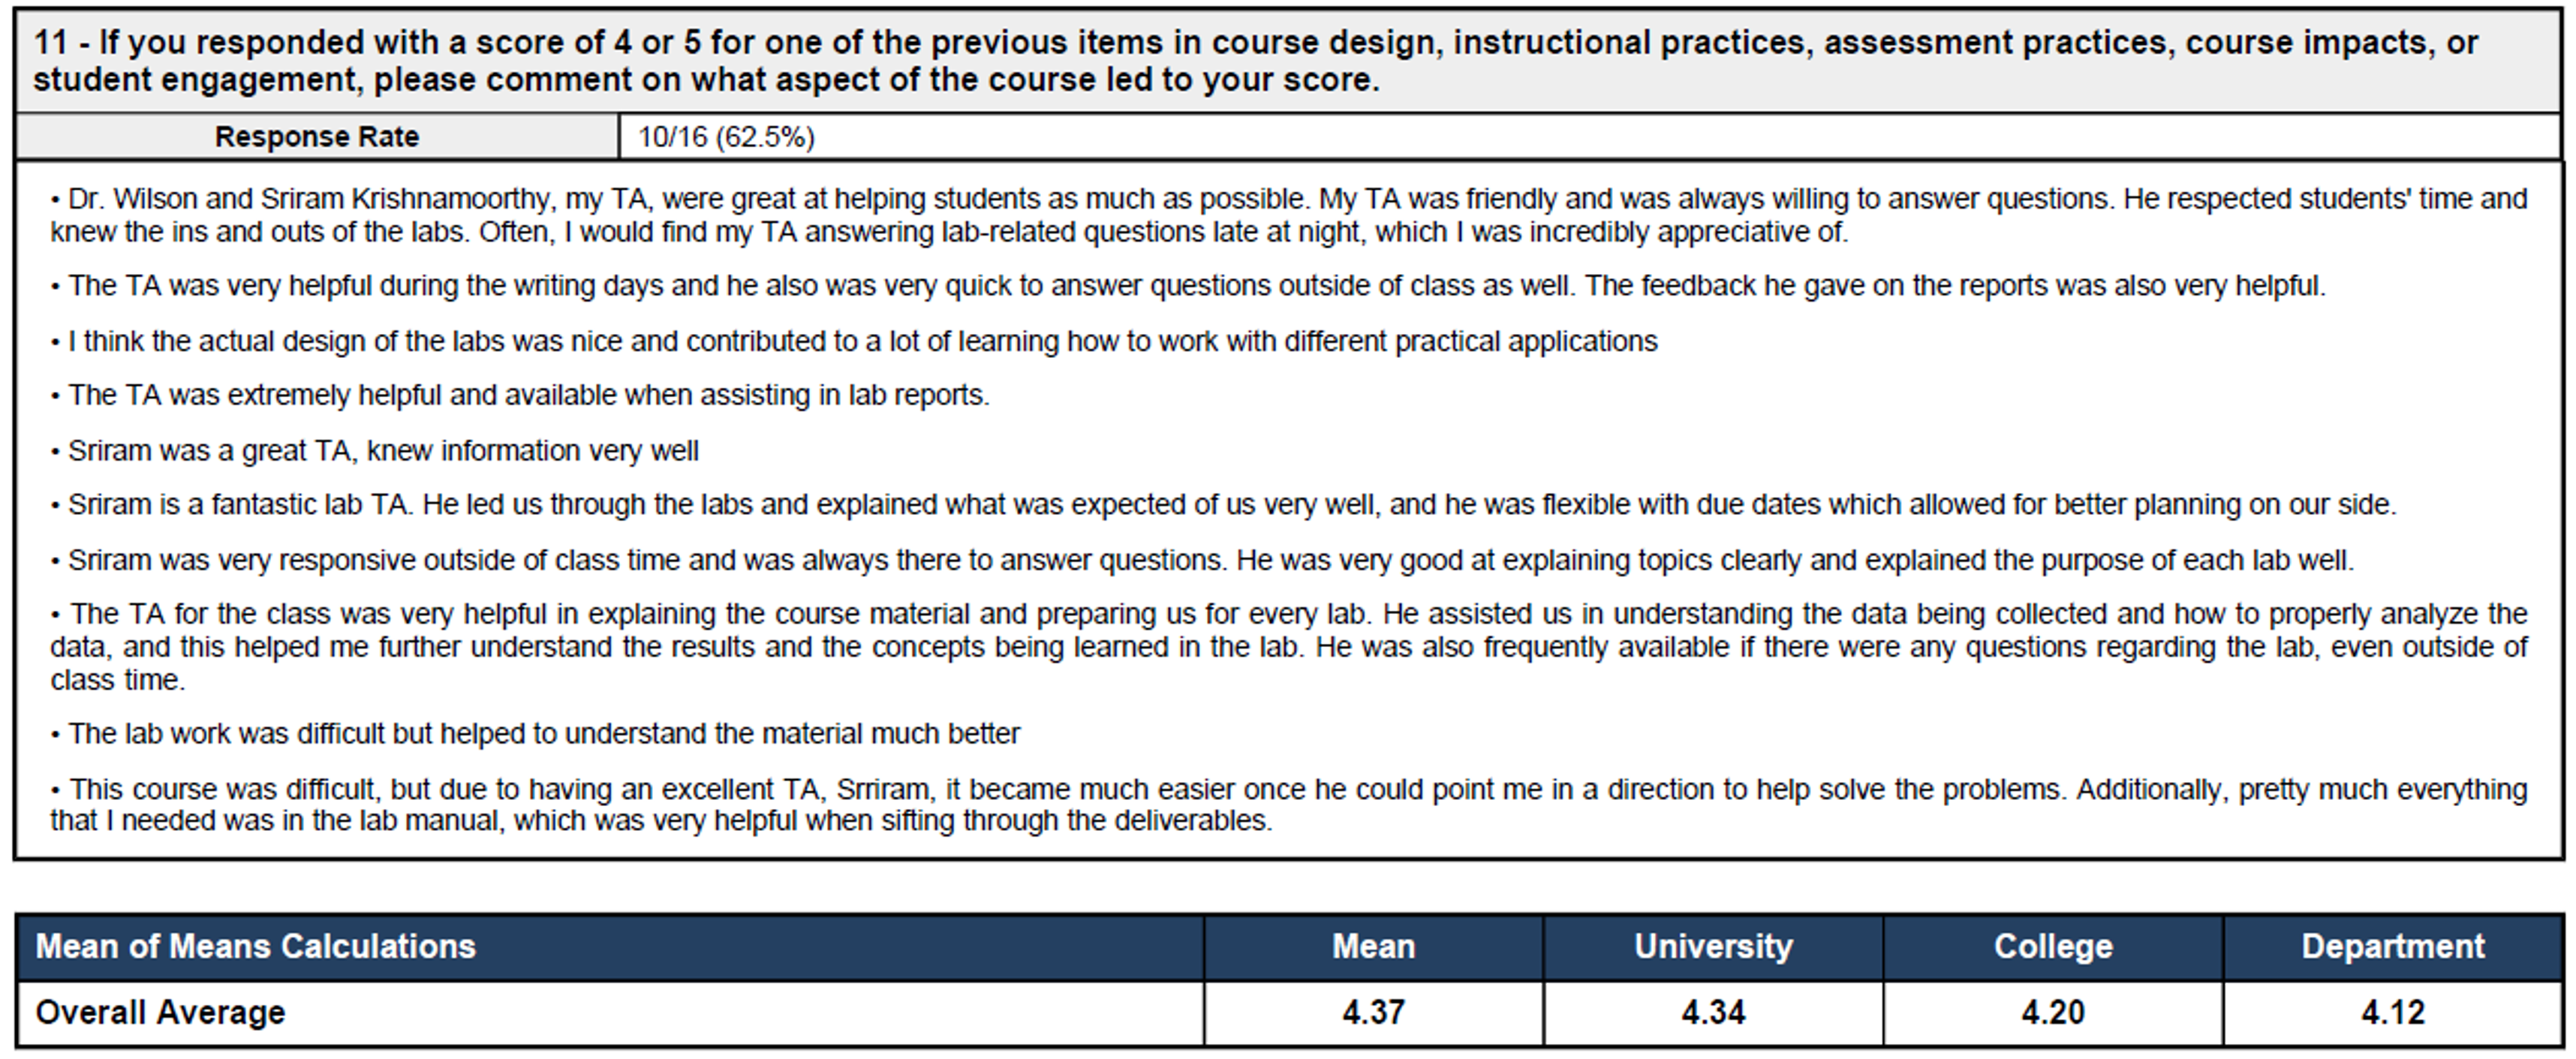 11 - If you responded with a score of 4 or 5 for one of the previous items in course design, instructional practices, assessment practices, course impacts, or
student engagement, please comment on what aspect of the course led to your score.
Response Rate 10/16 (62.5%)
• Dr. Wilson and Sriram Krishnamoorthy, my TA, were great at helping students as much as possible. My TA was friendly and was always willing to answer questions. He respected students' time and
knew the ins and outs of the labs. Often, I would find my TA answering lab-related questions late at night, which I was incredibly appreciative of.
• The TA was very helpful during the writing days and he also was very quick to answer questions outside of class as well. The feedback he gave on the reports was also very helpful.
• I think the actual design of the labs was nice and contributed to a lot of learning how to work with different practical applications
• The TA was extremely helpful and available when assisting in lab reports.
• Sriram was a great TA, knew information very well
• Sriram is a fantastic lab TA. He led us through the labs and explained what was expected of us very well, and he was flexible with due dates which allowed for better planning on our side.
• Sriram was very responsive outside of class time and was always there to answer questions. He was very good at explaining topics clearly and explained the purpose of each lab well.
• The TA for the class was very helpful in explaining the course material and preparing us for every lab. He assisted us in understanding the data being collected and how to properly analyze the
data, and this helped me further understand the results and the concepts being learned in the lab. He was also frequently available if there were any questions regarding the lab, even outside of
class time.
• The lab work was difficult but helped to understand the material much better
• This course was difficult, but due to having an excellent TA, Srriram, it became much easier once he could point me in a direction to help solve the problems. Additionally, pretty much everything
that I needed was in the lab manual, which was very helpful when sifting through the deliverables.
Mean of Means Calculations Mean University College Department
Overall Average 4.37 4.34 4.20 4.12